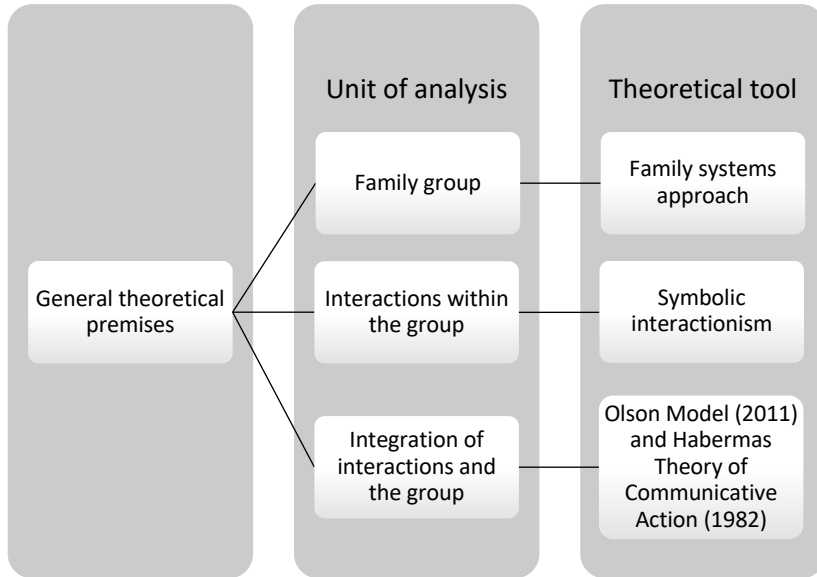 Unit of analysis
Theoretical tool
Family group
Family systems
approach
General theoretical
premises
Interactions within
the group
Symbolic
interactionism
Integration of
interactions and
the group
Olson Model (2011)
and Habermas
Theory of
Communicative
Action (1982)